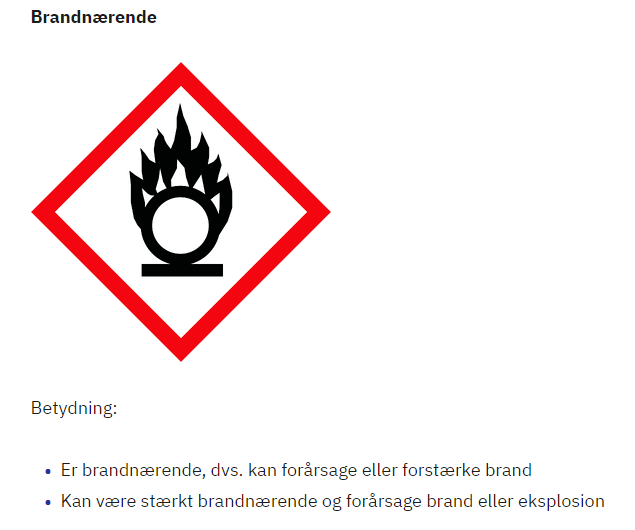 Brandnærende
Betydning:
Er brandnærende, dvs. kan forårsage eller forstærke brand
Kan være stærkt brandnærende og forårsage brand eller eksplosion